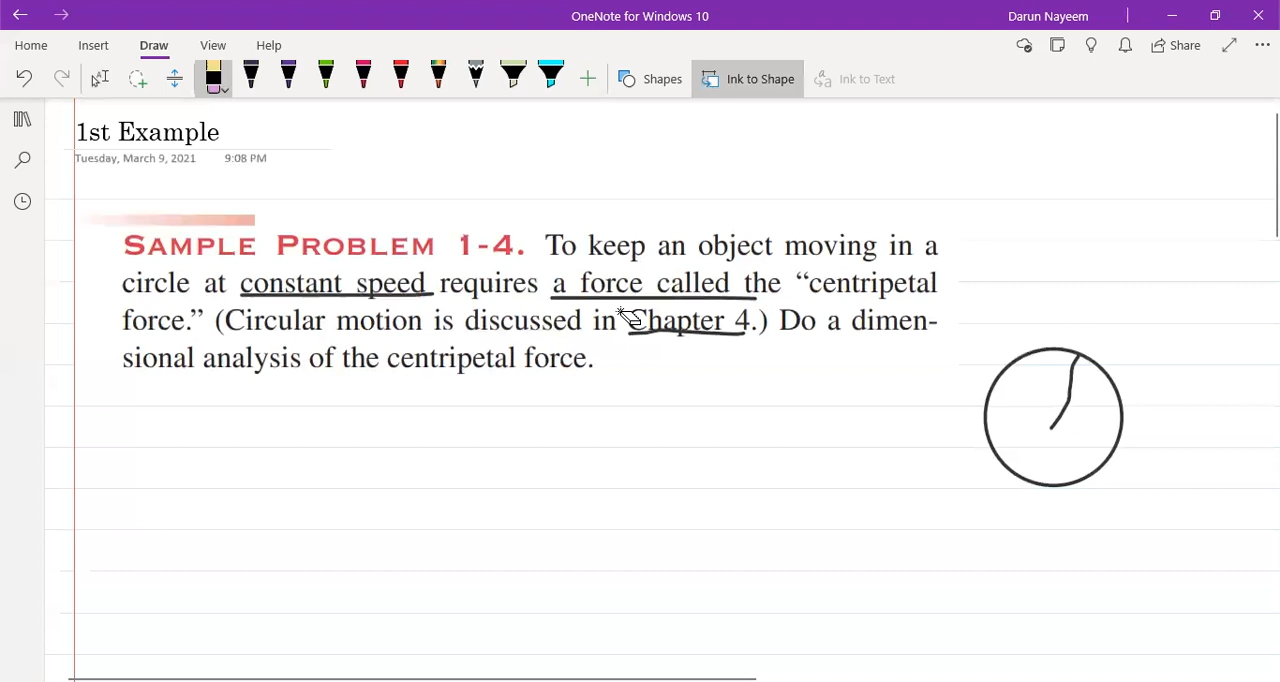 OneNote for Windows 10
Darun Nayeem
Home Insert Draw View Help
Share
Shapes
Ink to Shape
Ink to Text
1st Example
Tuesday, March 9, 2021 9:08 PM
SAMPLE PROBLEM 1-4. To keep an object moving in a
circle at constant speed requires a force called the “centripetal
force.” (Circular motion is discussed in Chapter 4.) Do a dimen-
sional analysis of the centripetal force.